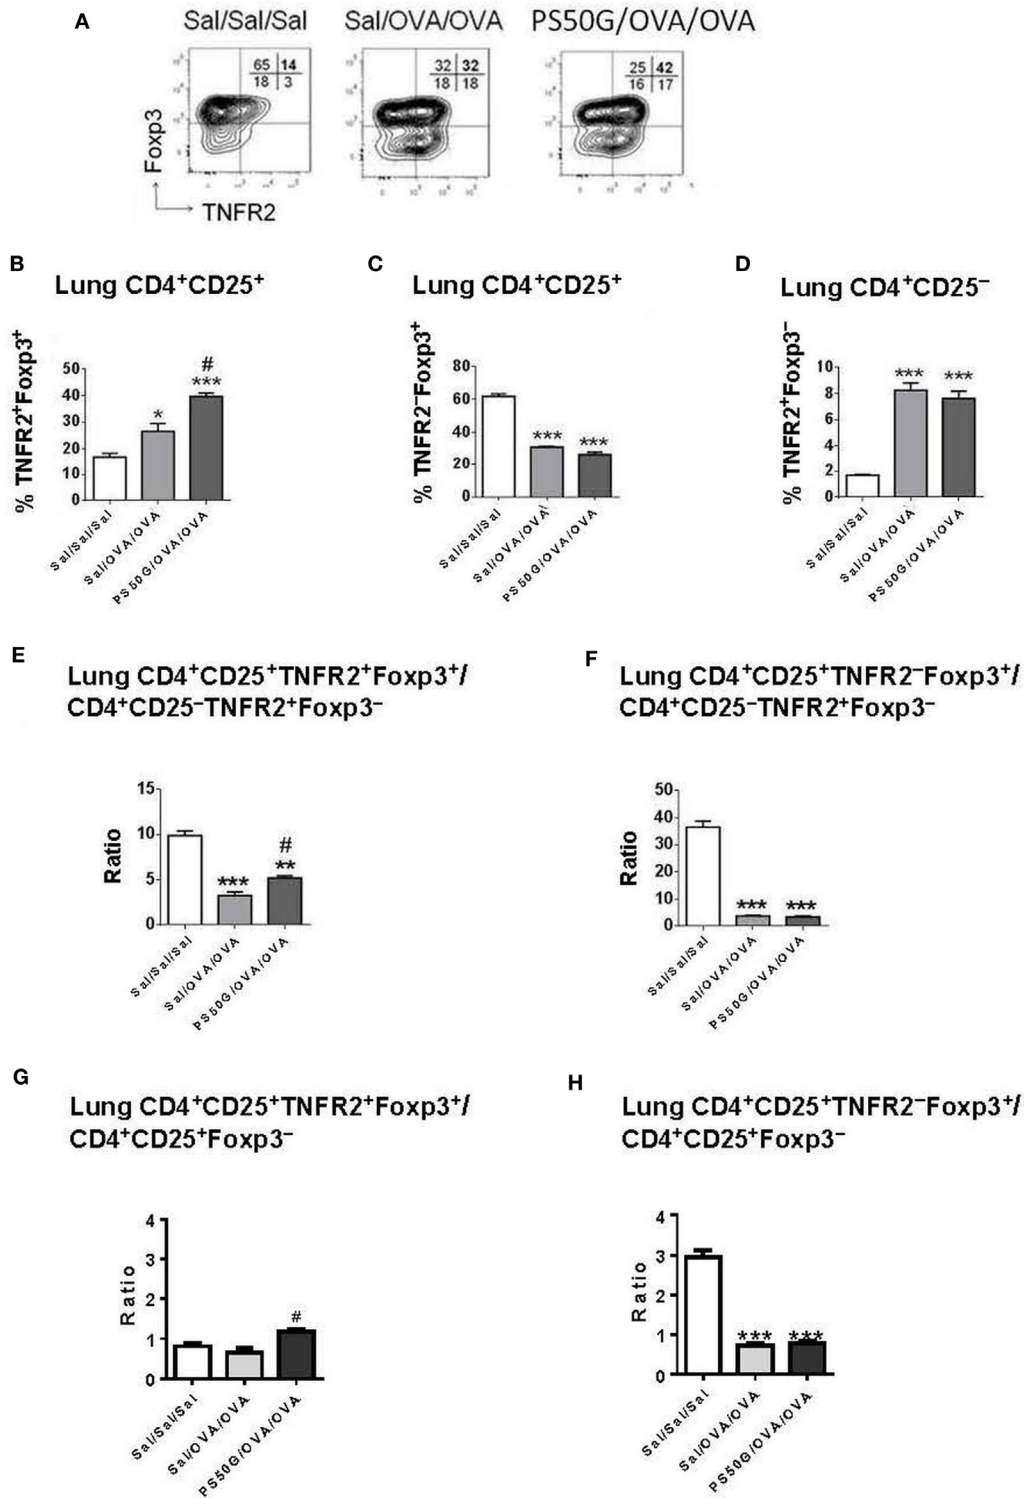 A
Sal/Sal/Sal
Sal/OVA/OVA
PS50G/OVA/OVA
65 14
18 3
32 32
18 18
25 42
16 17
Foxp3
TNFR2
B
Lung CD4⁺CD25⁺
% TNFR2⁺Foxp3⁺
50
40
30
20
10
0
*
#
***
Sal/Sal/Sal
Sal/OVA/OVA
PS50G/OVA/OVA
C
Lung CD4⁺CD25⁺
% TNFR2⁻Foxp3⁺
80
60
40
20
0
***
***
Sal/Sal/Sal
Sal/OVA/OVA
PS50G/OVA/OVA
D
Lung CD4⁺CD25⁻
% TNFR2⁺Foxp3⁻
10
8
6
4
2
0
***
***
Sal/Sal/Sal
Sal/OVA/OVA
PS50G/OVA/OVA
E
Lung CD4⁺CD25⁺TNFR2⁺Foxp3⁺/
CD4⁺CD25⁻TNFR2⁺Foxp3⁻
Ratio
15
10
5
0
***
#
**
Sal/Sal/Sal
Sal/OVA/OVA
PS50G/OVA/OVA
F
Lung CD4⁺CD25⁺TNFR2⁻Foxp3⁺/
CD4⁺CD25⁻TNFR2⁺Foxp3⁻
Ratio
50
40
30
20
10
0
***
***
Sal/Sal/Sal
Sal/OVA/OVA
PS50G/OVA/OVA
G
Lung CD4⁺CD25⁺TNFR2⁺Foxp3⁺/
CD4⁺CD25⁺Foxp3⁻
Ratio
4
3
2
1
0
#
Sal/Sal/Sal
Sal/OVA/OVA
PS50G/OVA/OVA
H
Lung CD4⁺CD25⁺TNFR2⁻Foxp3⁺/
CD4⁺CD25⁺Foxp3⁻
Ratio
4
3
2
1
0
***
***
Sal/Sal/Sal
Sal/OVA/OVA
PS50G/OVA/OVA